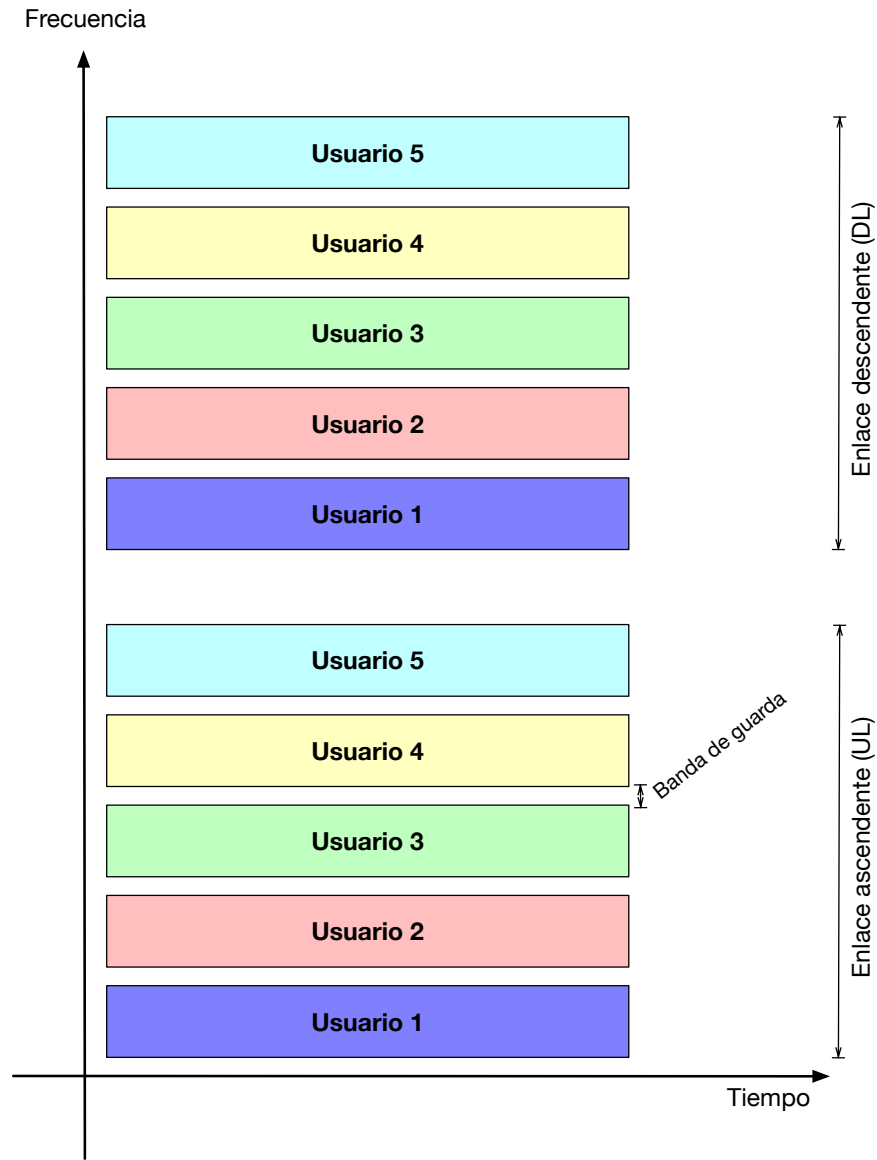 Frecuencia
Usuario 5
Usuario 4
Usuario 3
Usuario 2
Usuario 1
Enlace descendente (DL)
Usuario 5
Usuario 4
Banda de guarda
Usuario 3
Usuario 2
Usuario 1
Enlace ascendente (UL)
Tiempo